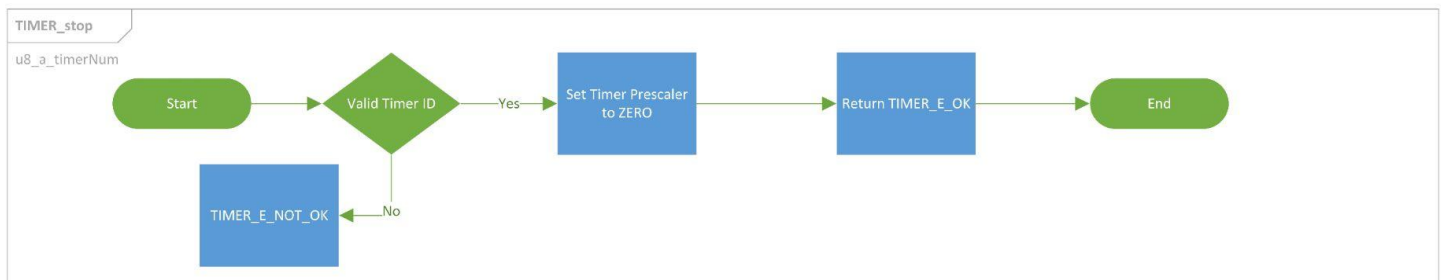 TIMER_stop
u8_a_timerNum
Start
Valid Timer ID
Yes
Set Timer Prescaler
to ZERO
Return TIMER_E_OK
End
No
TIMER_E_NOT_OK